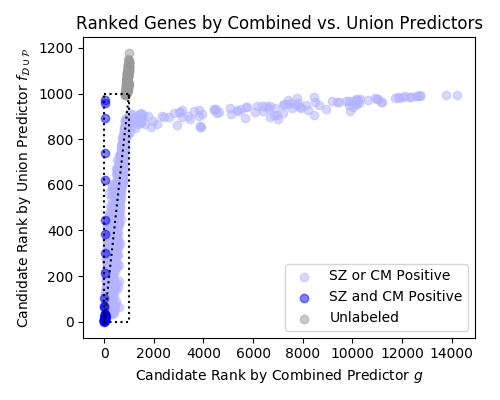 Ranked Genes by Combined vs. Union Predictors
Candidate Rank by Union Predictor f_{D∪P}
1200
1000
800
600
400
200
0
SZ or CM Positive
SZ and CM Positive
Unlabeled
0 2000 4000 6000 8000 10000 12000 14000
Candidate Rank by Combined Predictor g